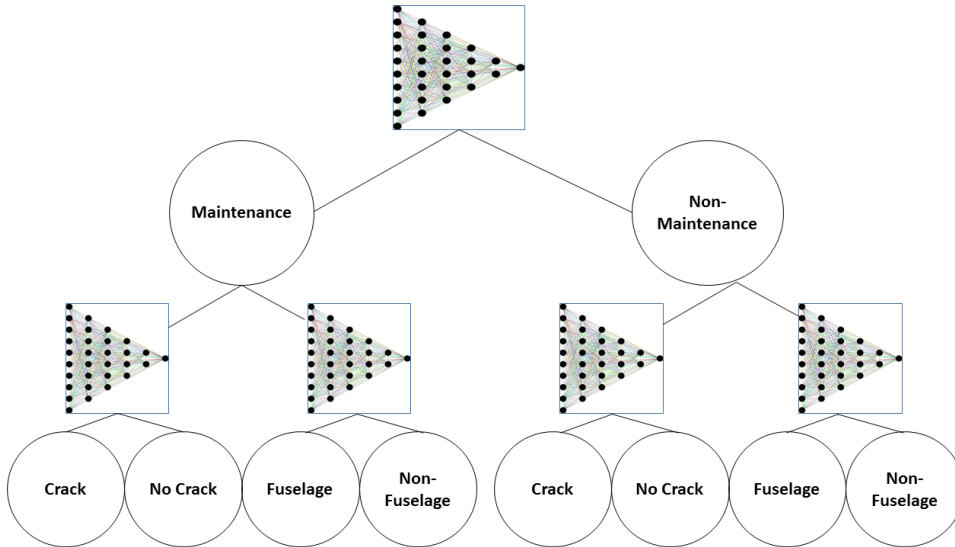 Maintenance
Non-
Maintenance
Crack
No Crack
Fuselage
Non-
Fuselage
Crack
No Crack
Fuselage
Non-
Fuselage